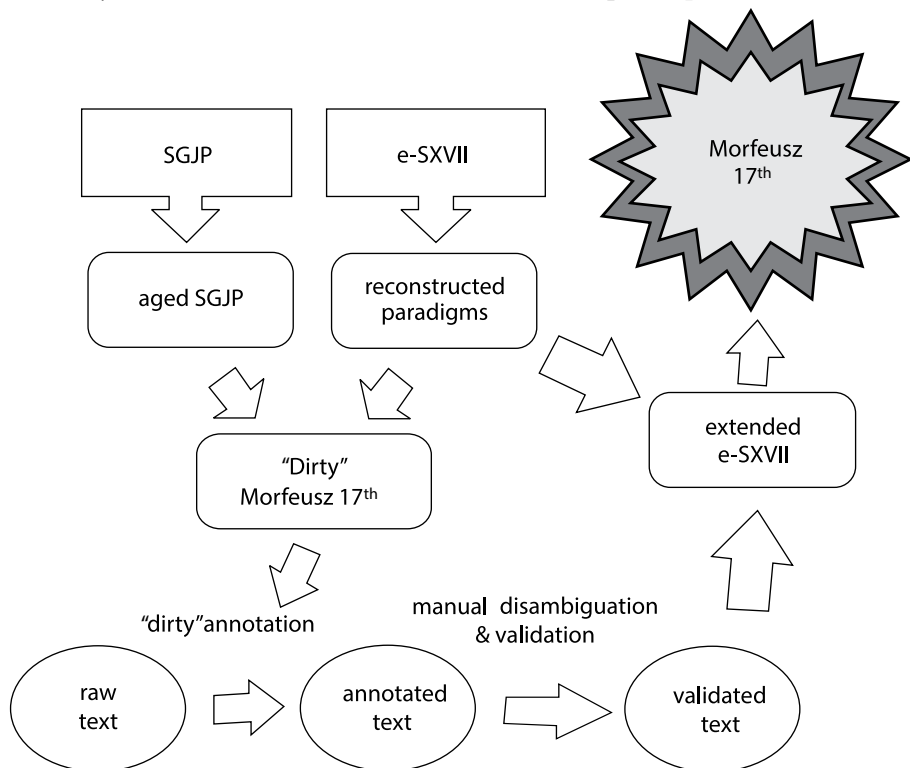 SGJP
e-SXVII
Morfeusz
17th
aged SGJP
reconstructed
paradigms
extended
e-SXVII
“Dirty”
Morfeusz 17th
“dirty”annotation
manual disambiguation
& validation
raw
text
annotated
text
validated
text